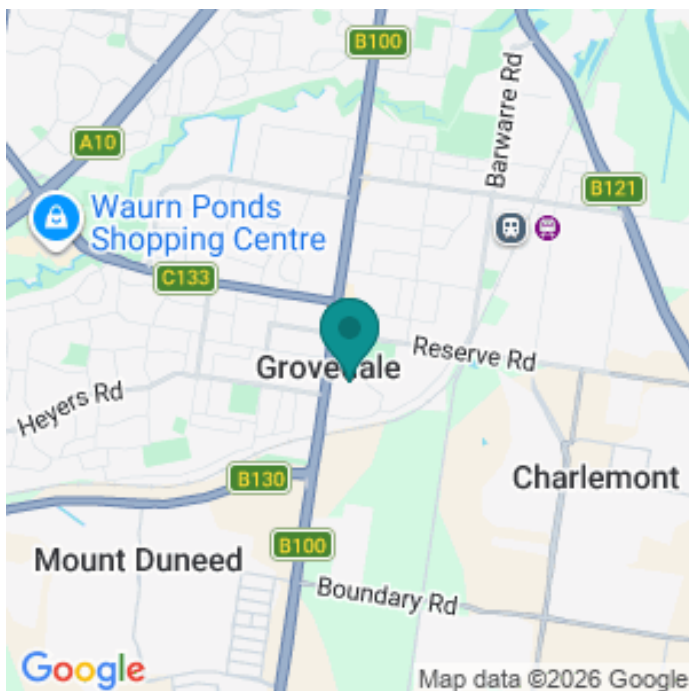 B100
Barwarre Rd
A10
B121
Waurn Ponds
Shopping Centre
C133
Grovedale
Reserve Rd
Heyers Rd
B130
Charlemont
B100
Mount Duneed
Boundary Rd
Google
Map data ©2026 Google